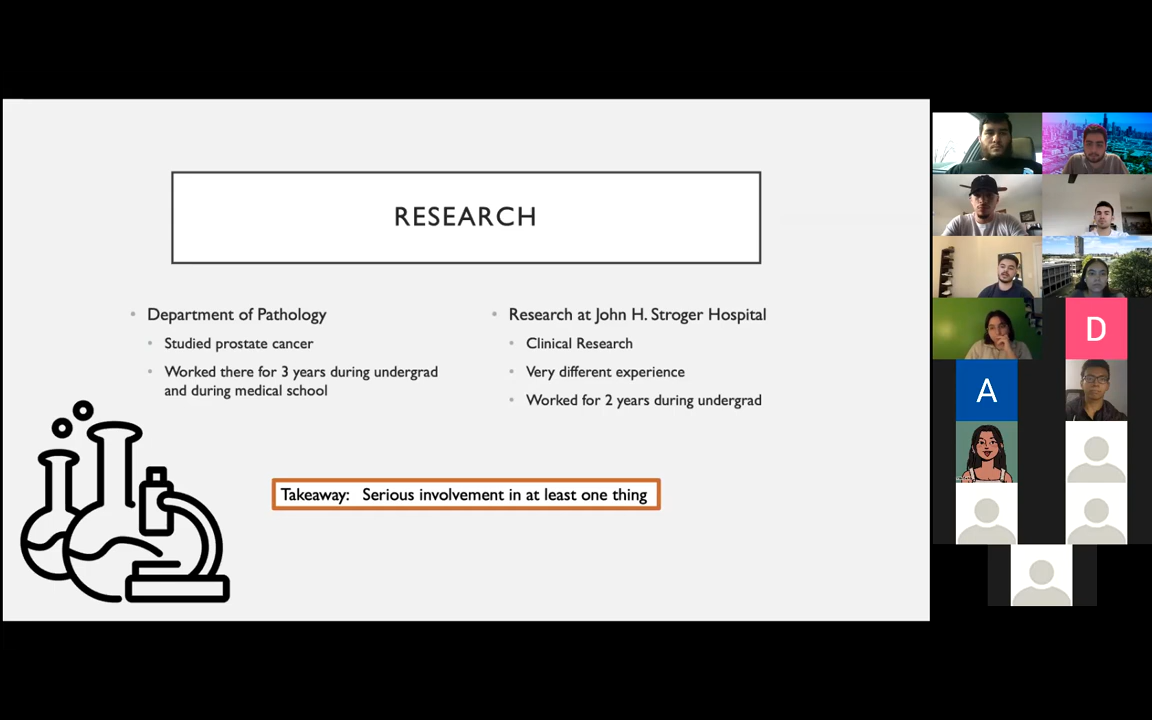 RESEARCH
Department of Pathology
Studied prostate cancer
Worked there for 3 years during undergrad
and during medical school
Research at John H. Stroger Hospital
Clinical Research
Very different experience
Worked for 2 years during undergrad
Takeaway: Serious involvement in at least one thing
D
A